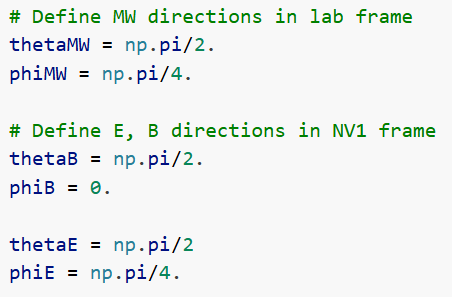 # Define MW directions in lab frame
thetaMW = np.pi/2.
phiMW = np.pi/4.
# Define E, B directions in NV1 frame
thetaB = np.pi/2.
phiB = 0.
thetaE = np.pi/2
phiE = np.pi/4.